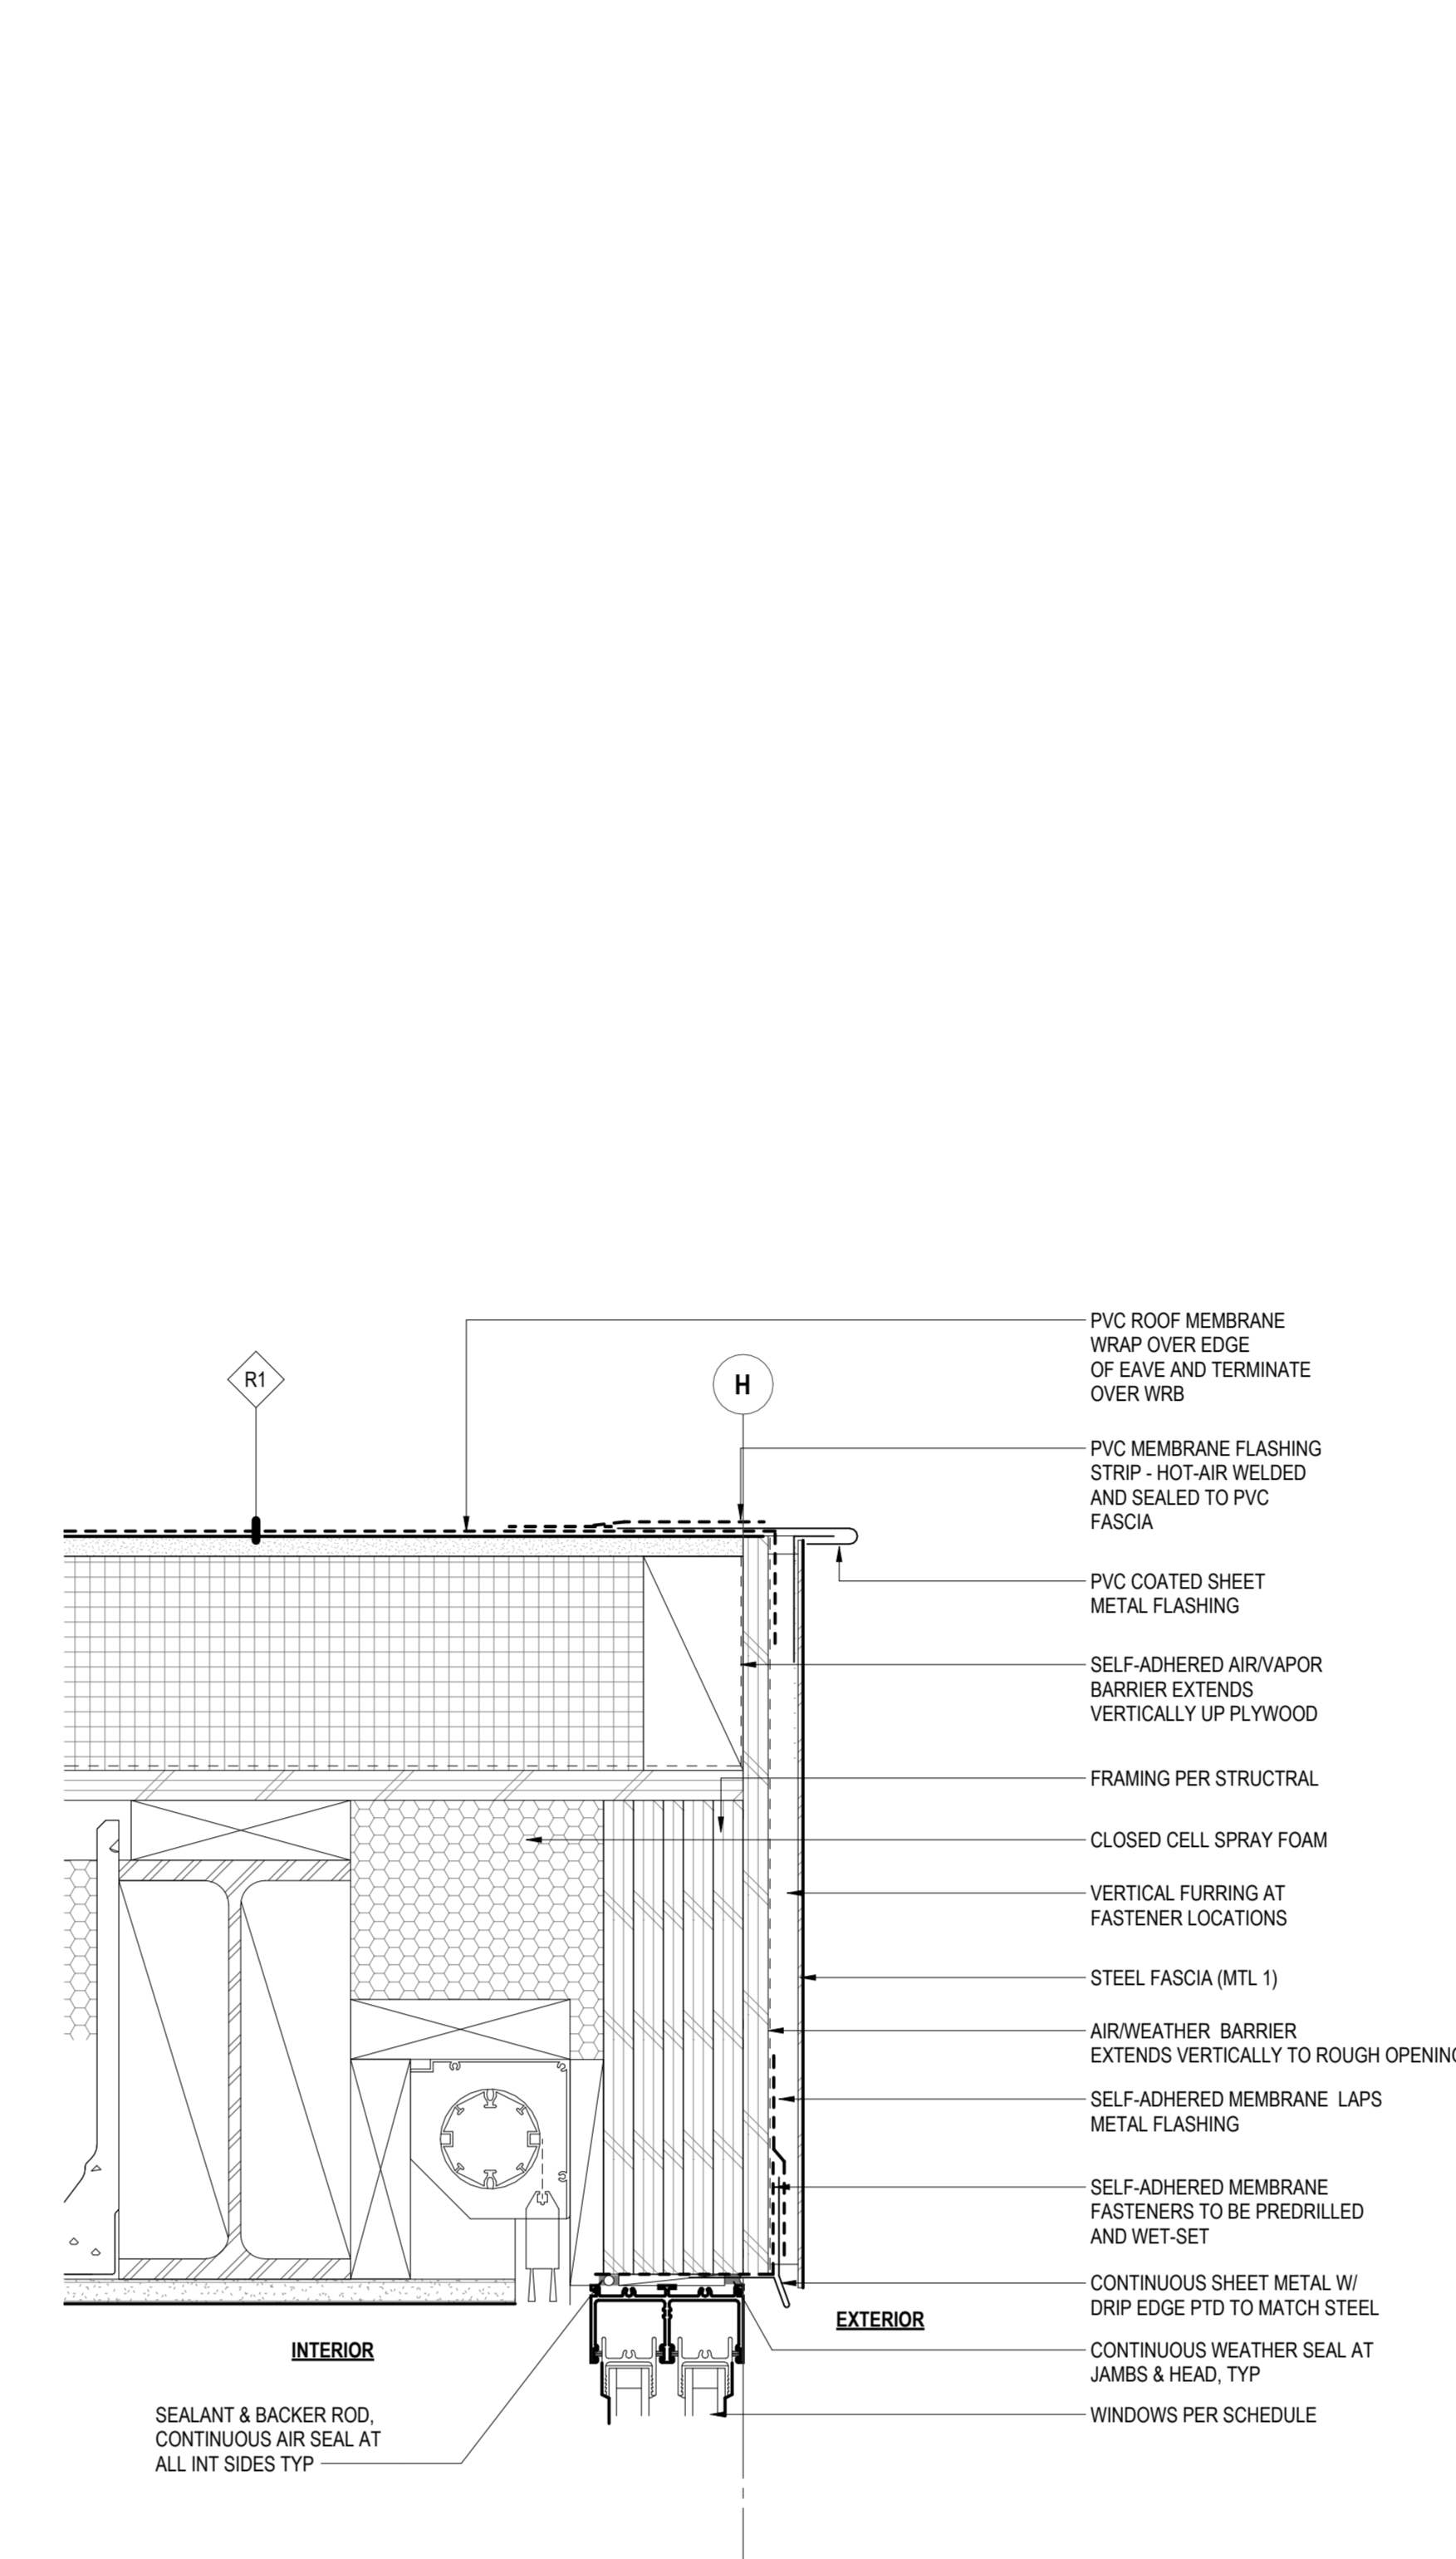 PVC ROOF MEMBRANE
WRAP OVER EDGE
OF EAVE AND TERMINATE
OVER WRB
R1
H
PVC MEMBRANE FLASHING
STRIP - HOT-AIR WELDED
AND SEALED TO PVC
FASCIA
PVC COATED SHEET
METAL FLASHING
SELF-ADHERED AIR/VAPOR
BARRIER EXTENDS
VERTICALLY UP PLYWOOD
FRAMING PER STRUCTRAL
CLOSED CELL SPRAY FOAM
VERTICAL FURRING AT
FASTENER LOCATIONS
STEEL FASCIA (MTL 1)
AIR/WEATHER BARRIER
EXTENDS VERTICALLY TO ROUGH OPENING
SELF-ADHERED MEMBRANE LAPS
METAL FLASHING
SELF-ADHERED MEMBRANE
FASTENERS TO BE PREDRILLED
AND WET-SET
CONTINUOUS SHEET METAL W/
DRIP EDGE PTD TO MATCH STEEL
EXTERIOR
INTERIOR
CONTINUOUS WEATHER SEAL AT
JAMBS & HEAD, TYP
WINDOWS PER SCHEDULE
SEALANT & BACKER ROD,
CONTINUOUS AIR SEAL AT
ALL INT SIDES TYP